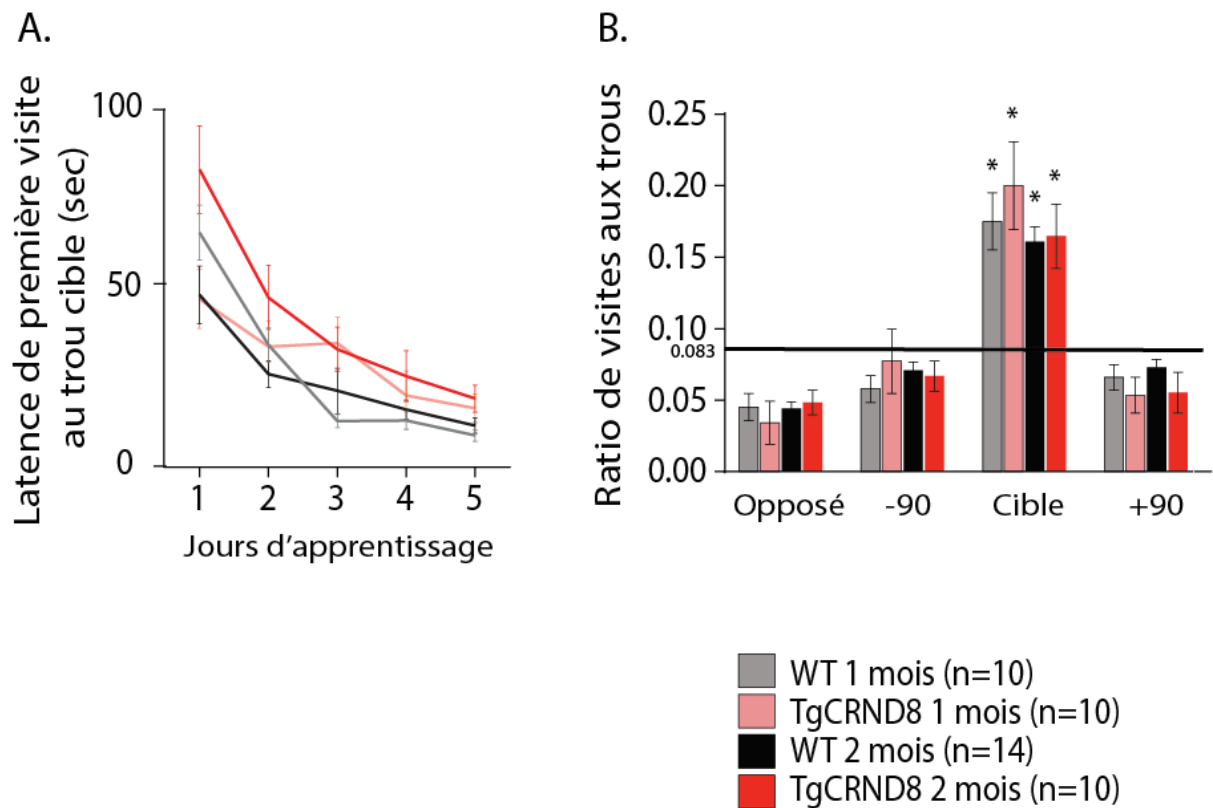 A.
Latence de première visite
au trou cible (sec)
100
50
0
1 2 3 4 5
Jours d'apprentissage
B.
Ratio de visites aux trous
0.25
0.20
0.15
0.10
0.083
0.05
0.00
* * * *
Opposé -90 Cible +90
WT 1 mois (n=10)
TgCRND8 1 mois (n=10)
WT 2 mois (n=14)
TgCRND8 2 mois (n=10)